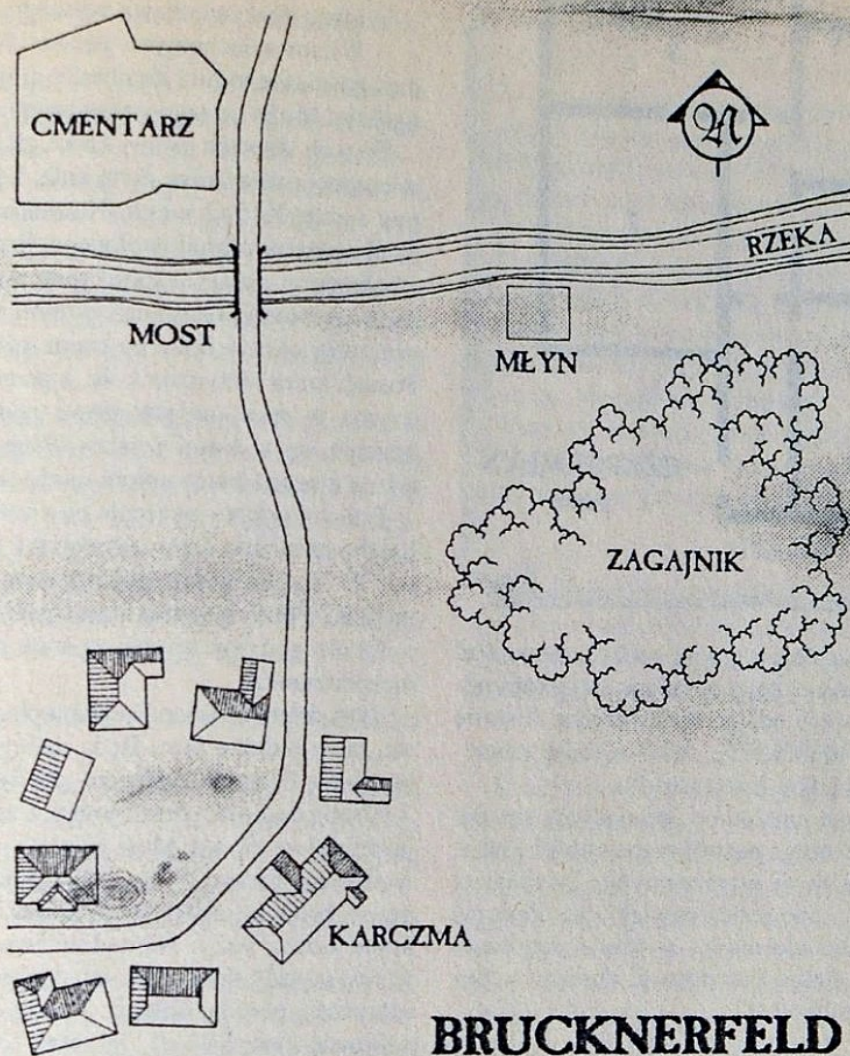 CMENTARZ
N
RZEKA
MOST
MŁYN
ZAGAJNIK
KARCZMA
BRUCKNERFELD